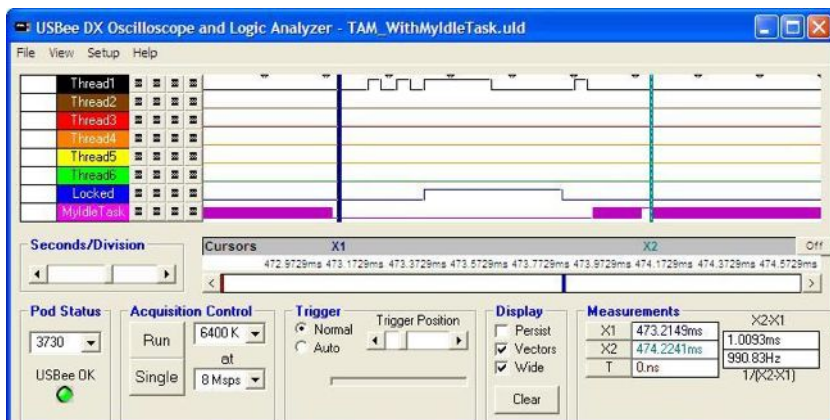 USBee DX Oscilloscope and Logic Analyzer - TAM_WithMyIdleTask.uld
File View Setup Help
Thread1
Thread2
Thread3
Thread4
Thread5
Thread6
Locked
MyIdleTask
Seconds/Division
Cursors X1 X2 Off
472.9729ms 473.1729ms 473.3729ms 473.5729ms 473.7729ms 473.9729ms 474.1729ms 474.3729ms 474.5729ms
Pod Status
3730
USBee OK
Acquisition Control
Run
6400 K
at
Single
8 Msps
Trigger
Normal
Auto
Trigger Position
Display
Persist
Vectors
Wide
Clear
Measurements
X1 473.2149ms
X2 474.2241ms
T 0.ns
X2-X1
1.0093ms
990.83Hz
1/(X2-X1)